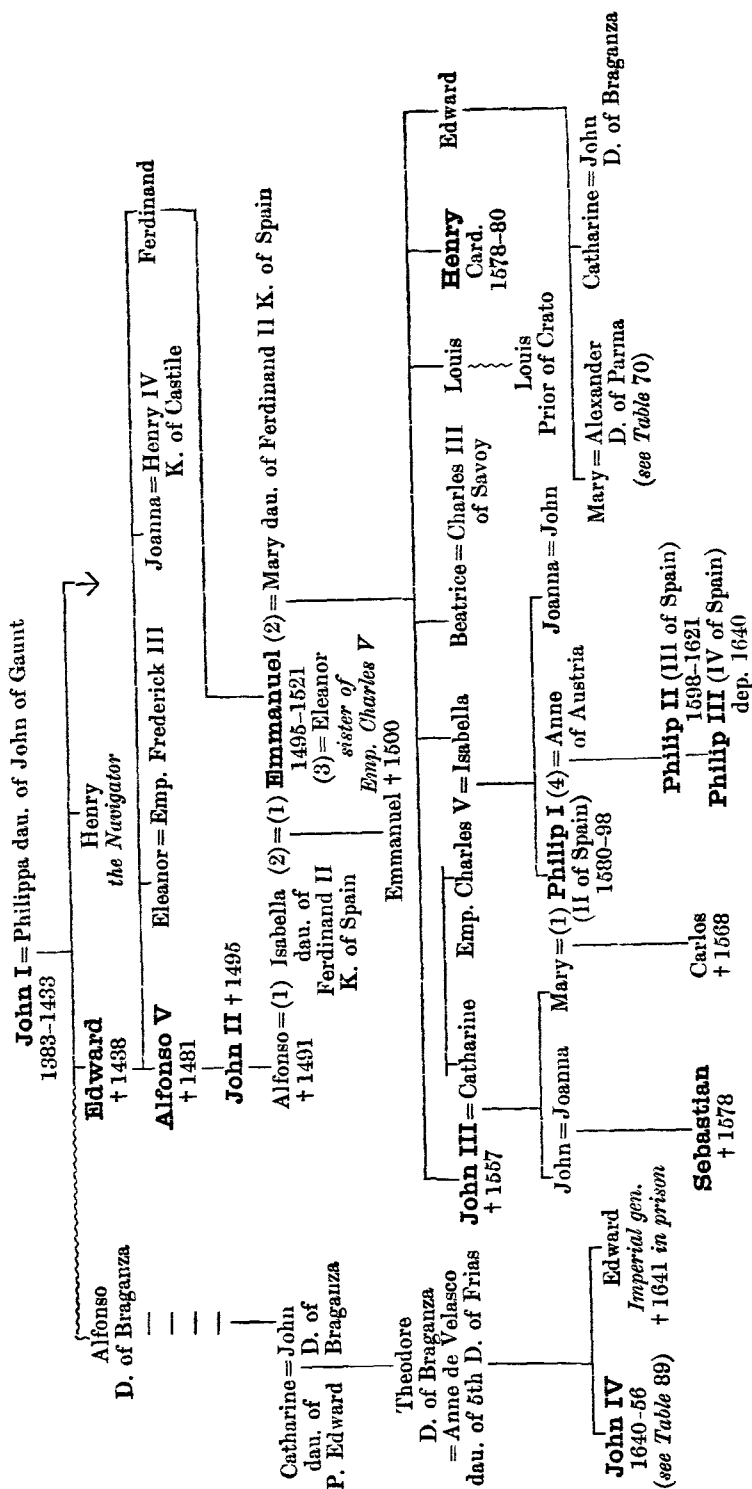 John I = Philippa dau. of John of Gaunt
1383–1433
Alfonso
D. of Braganza
Edward
† 1438
Henry
the Navigator
Alfonso V
† 1481
Eleanor = Emp. Frederick III
Joanna = Henry IV
K. of Castile
Ferdinand
John II † 1495
Alfonso = (1) Isabella (2) = (1) Emmanuel (2) = Mary dau. of Ferdinand II K. of Spain
† 1491
dau. of
Ferdinand II
K. of Spain
1495–1521
(3) = Eleanor
sister of
Emp. Charles V
Emmanuel † 1500
Catharine = John
dau. of
P. Edward
D. of
Braganza
Theodore
D. of Braganza
= Anne de Velasco
dau. of 5th D. of Frias
John III = Catharine
† 1557
Emp. Charles V = Isabella
Beatrice = Charles III
of Savoy
Louis
Henry
Card.
1578–80
Edward
Louis
Prior of Crato
John = Joanna
Mary = (1) Philip I (4) = Anne
(II of Spain)
1580–98
of Austria
Joanna = John
Mary = Alexander
D. of Parma
(see Table 70)
Catharine = John
D. of Braganza
John IV
1640–56
(see Table 89)
Edward
Imperial gen.
† 1641 in prison
Sebastian
† 1578
Carlos
† 1568
Philip II (III of Spain)
1598–1621
Philip III (IV of Spain)
dep. 1640